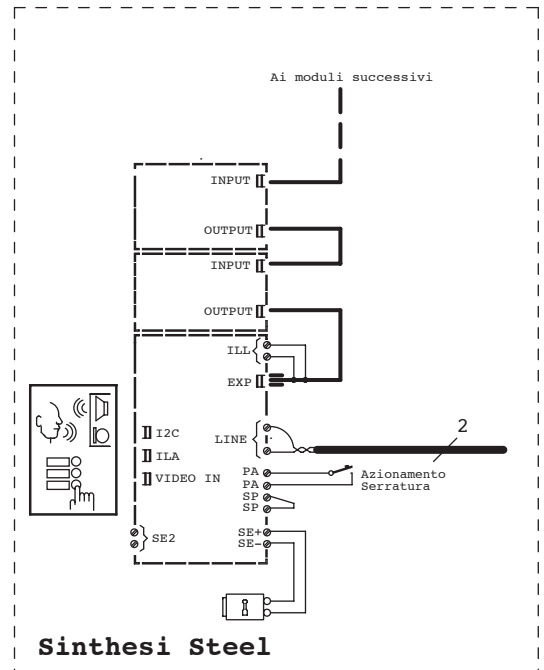 Ai moduli successivi
INPUT
OUTPUT
INPUT
OUTPUT
ILL
EXP
I2C
LINE
2
ILA
VIDEO IN
PA
Azionamento
PA
Serratura
SP
SP
SE2
SE+
SE-
Sinthesi Steel